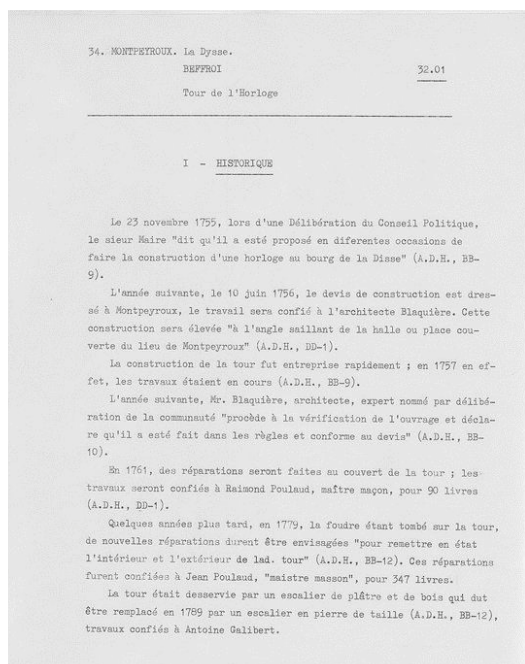 34. MONTPEYROUX. La Dysse.
BEFFROI 32.01
Tour de l'Horloge
I - HISTORIQUE
Le 23 novembre 1755, lors d'une Délibération du Conseil Politique,
le sieur Maire "dit qu'il a esté proposé en diferentes occasions de
faire la construction d'une horloge au bourg de la Disse" (A.D.H., BB-
9).
L'année suivante, le 10 juin 1756, le devis de construction est dres-
sé à Montpeyroux, le travail sera confié à l'architecte Blaquière. Cette
construction sera élevée "à l'angle saillant de la halle ou place cou-
verte du lieu de Montpeyroux" (A.D.H., DD-1).
La construction de la tour fut entreprise rapidement ; en 1757 en ef-
fet, les travaux étaient en cours (A.D.H., BB-9).
L'année suivante, Mr. Blaquière, architecte, expert nommé par délibé-
ration de la communauté "procède à la vérification de l'ouvrage et décla-
re qu'il a esté fait dans les règles et conforme au devis" (A.D.H., BB-
10).
En 1761, des réparations seront faites au couvert de la tour ; les
travaux seront confiés à Raimond Poulaud, maître maçon, pour 90 livres
(A.D.H., DD-1).
Quelques années plus tard, en 1779, la foudre étant tombé sur la tour,
de nouvelles réparations durent être envisagées "pour remettre en état
l'intérieur et l'extérieur de lad. tour" (A.D.H., BB-12). Ces réparations
furent confiées à Jean Poulaud, "maistre masson", pour 347 livres.
La tour était desservie par un escalier de plâtre et de bois qui dut
être remplacé en 1789 par un escalier en pierre de taille (A.D.H., BB-12),
travaux confiés à Antoine Galibert.